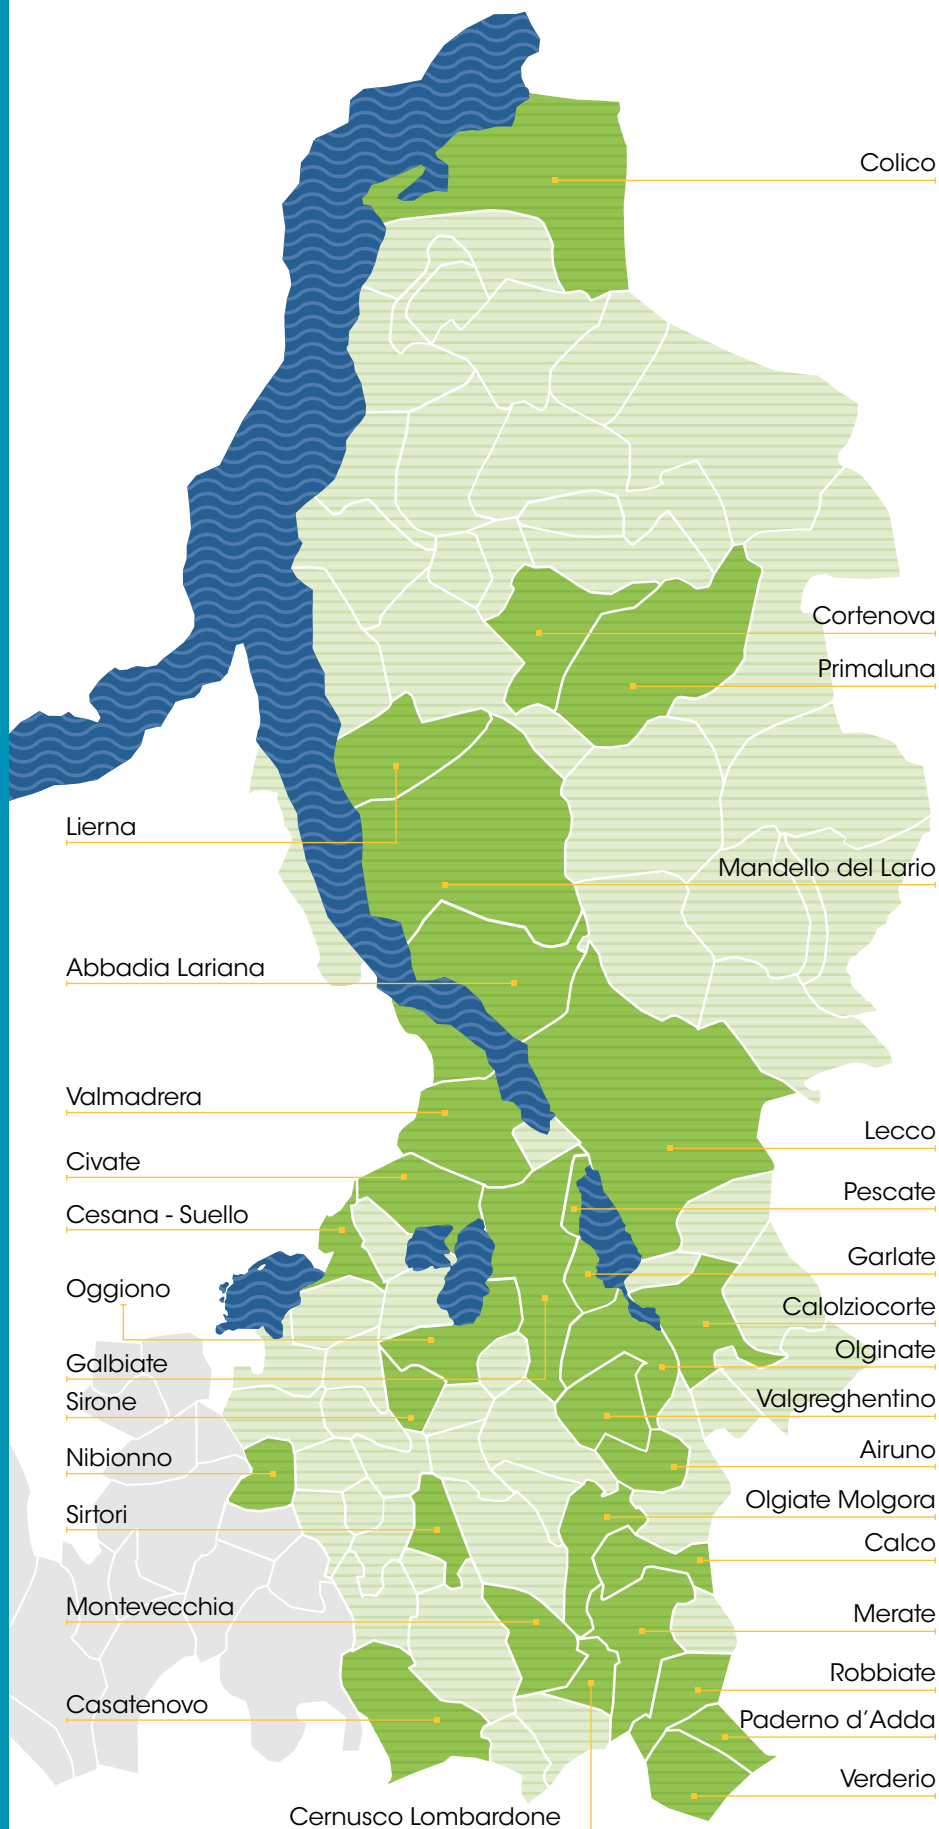 Colico
Cortenova
Primaluna
Lierna
Mandello del Lario
Abbadia Lariana
Valmadrera
Lecco
Civate
Pescate
Cesana - Suello
Garlate
Oggiono
Calolziocorte
Olginate
Galbiate
Valgreghentino
Sirone
Airuno
Nibionno
Olgiate Molgora
Sirtori
Calco
Montevecchia
Merate
Robbiate
Casatenovo
Paderno d'Adda
Verderio
Cernusco Lombardone